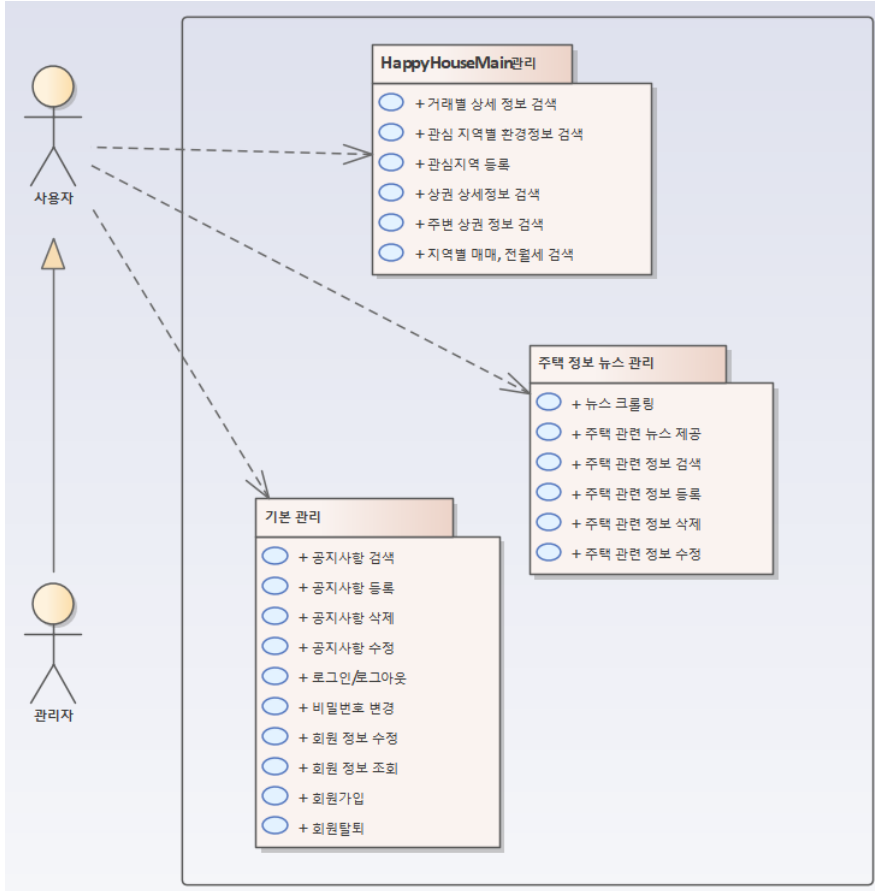 HappyHouseMain관리
+ 거래별 상세 정보 검색
+ 관심 지역별 환경정보 검색
+ 관심지역 등록
+ 상권 상세정보 검색
+ 주변 상권 정보 검색
+ 지역별 매매, 전월세 검색
사용자
주택 정보 뉴스 관리
+ 뉴스 크롤링
+ 주택 관련 뉴스 제공
+ 주택 관련 정보 검색
+ 주택 관련 정보 등록
+ 주택 관련 정보 삭제
+ 주택 관련 정보 수정
기본 관리
+ 공지사항 검색
+ 공지사항 등록
+ 공지사항 삭제
+ 공지사항 수정
+ 로그인/로그아웃
+ 비밀번호 변경
+ 회원 정보 수정
+ 회원 정보 조회
+ 회원가입
+ 회원탈퇴
관리자